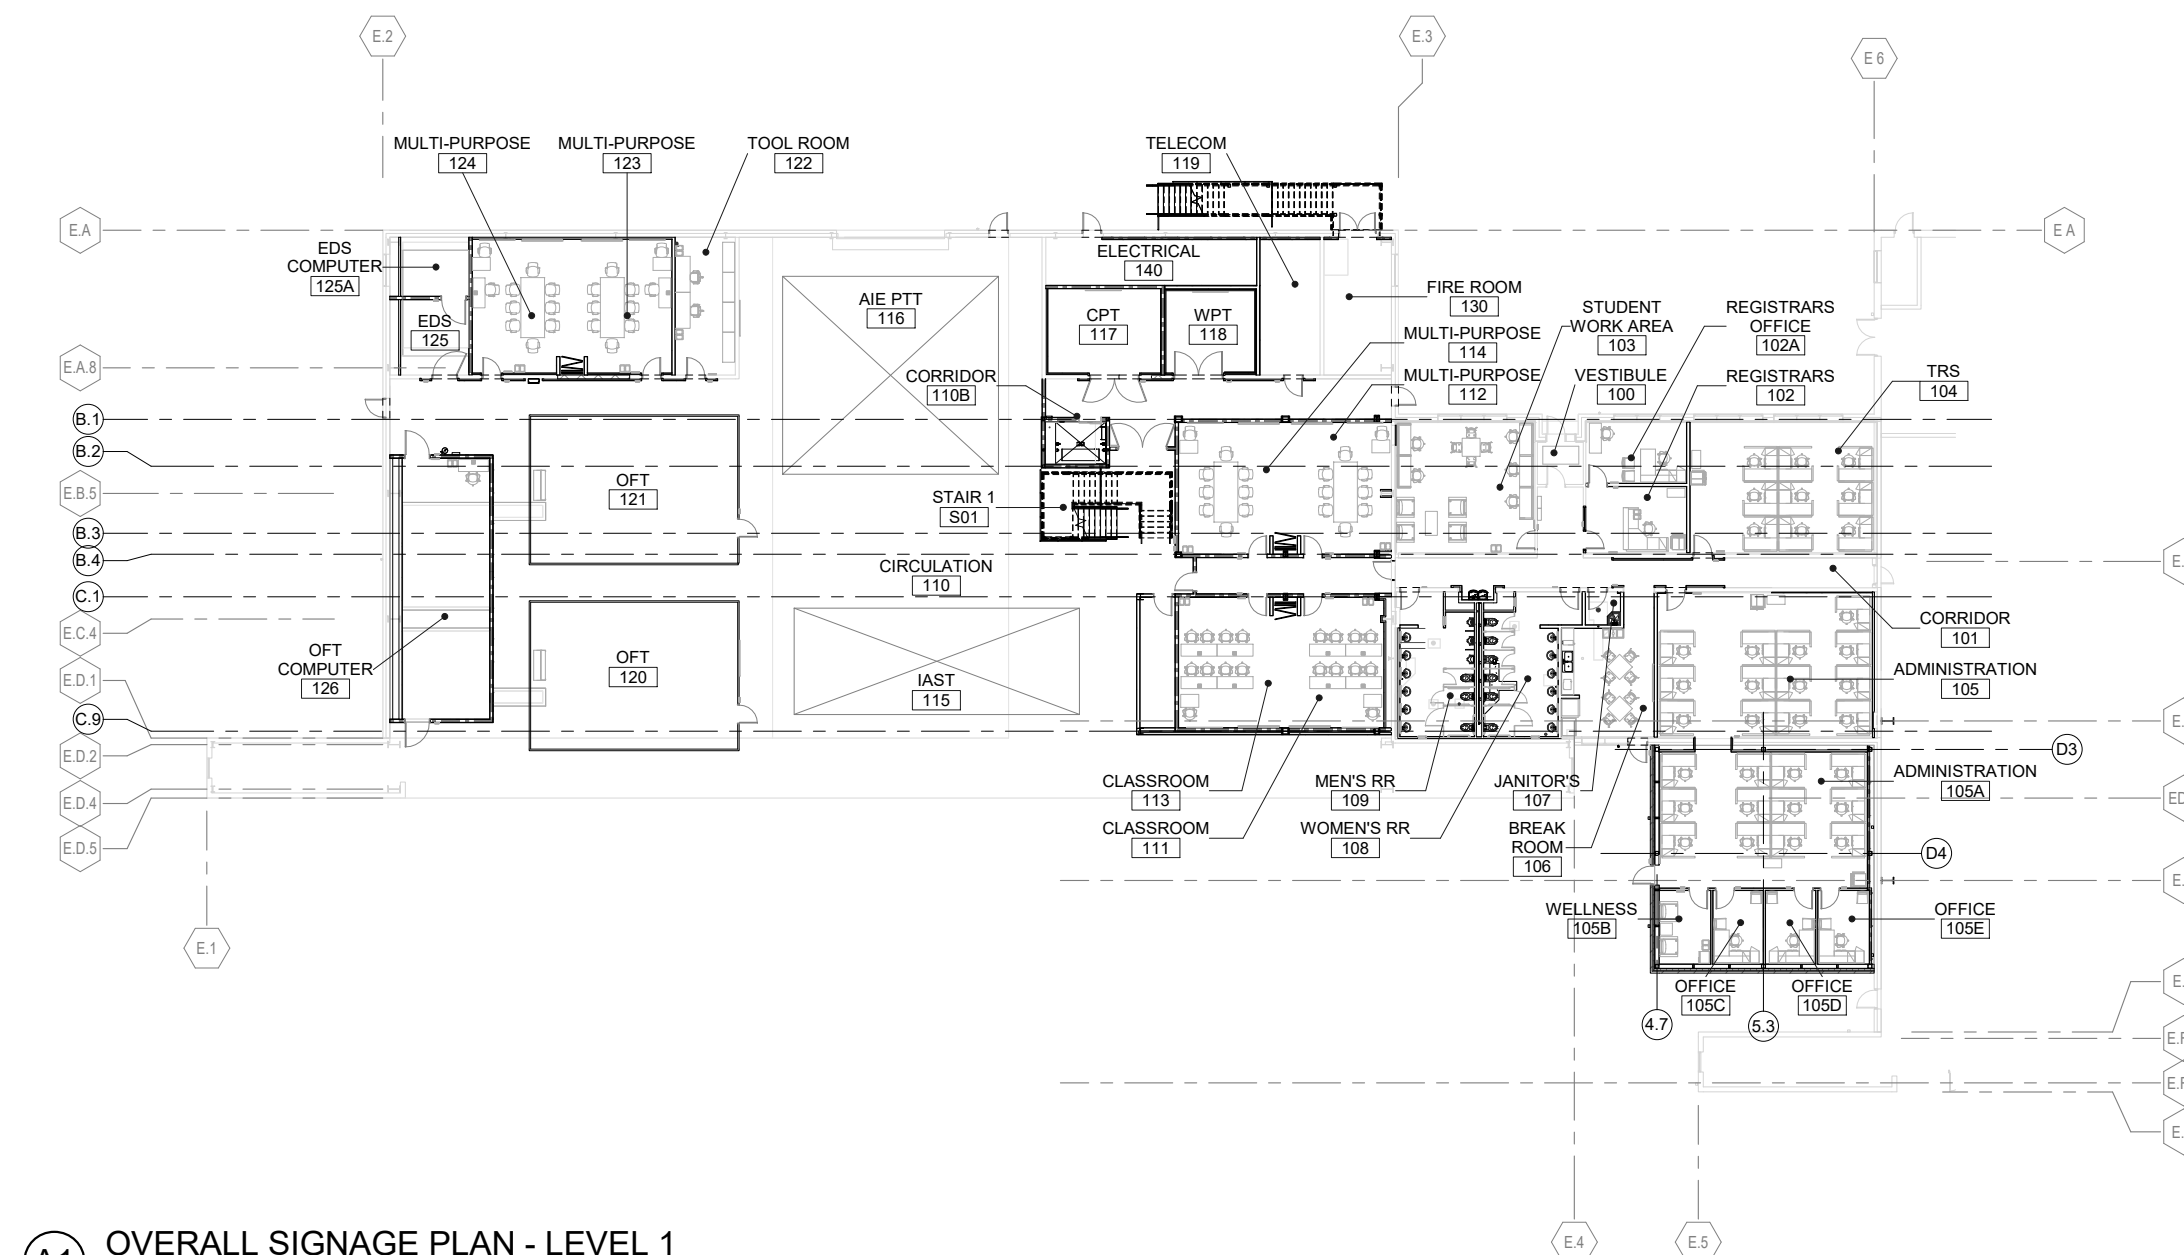 E.2
E.3
E 6
MULTI-PURPOSE
124
MULTI-PURPOSE
123
TOOL ROOM
122
TELECOM
119
E.A
E A
EDS
COMPUTER
125A
EDS
125
ELECTRICAL
140
AIE PTT
116
CPT
117
WPT
118
FIRE ROOM
130
MULTI-PURPOSE
114
MULTI-PURPOSE
112
STUDENT
WORK AREA
103
VESTIBULE
100
REGISTRARS
OFFICE
102A
REGISTRARS
102
TRS
104
E.A.8
CORRIDOR
110B
B.1
B.2
E.B.5
B.3
B.4
C.1
E.C.4
E.D.1
C.9
E.D.2
E.D.4
E.D.5
OFT
121
STAIR 1
S01
CIRCULATION
110
OFT
COMPUTER
126
OFT
120
IAST
115
CORRIDOR
101
ADMINISTRATION
105
D3
CLASSROOM
113
CLASSROOM
111
MEN'S RR
109
WOMEN'S RR
108
JANITOR'S
107
BREAK
ROOM
106
ADMINISTRATION
105A
D4
WELLNESS
105B
OFFICE
105E
OFFICE
105C
OFFICE
105D
4.7
5.3
E.1
E.4
E.5
A1
OVERALL SIGNAGE PLAN - LEVEL 1